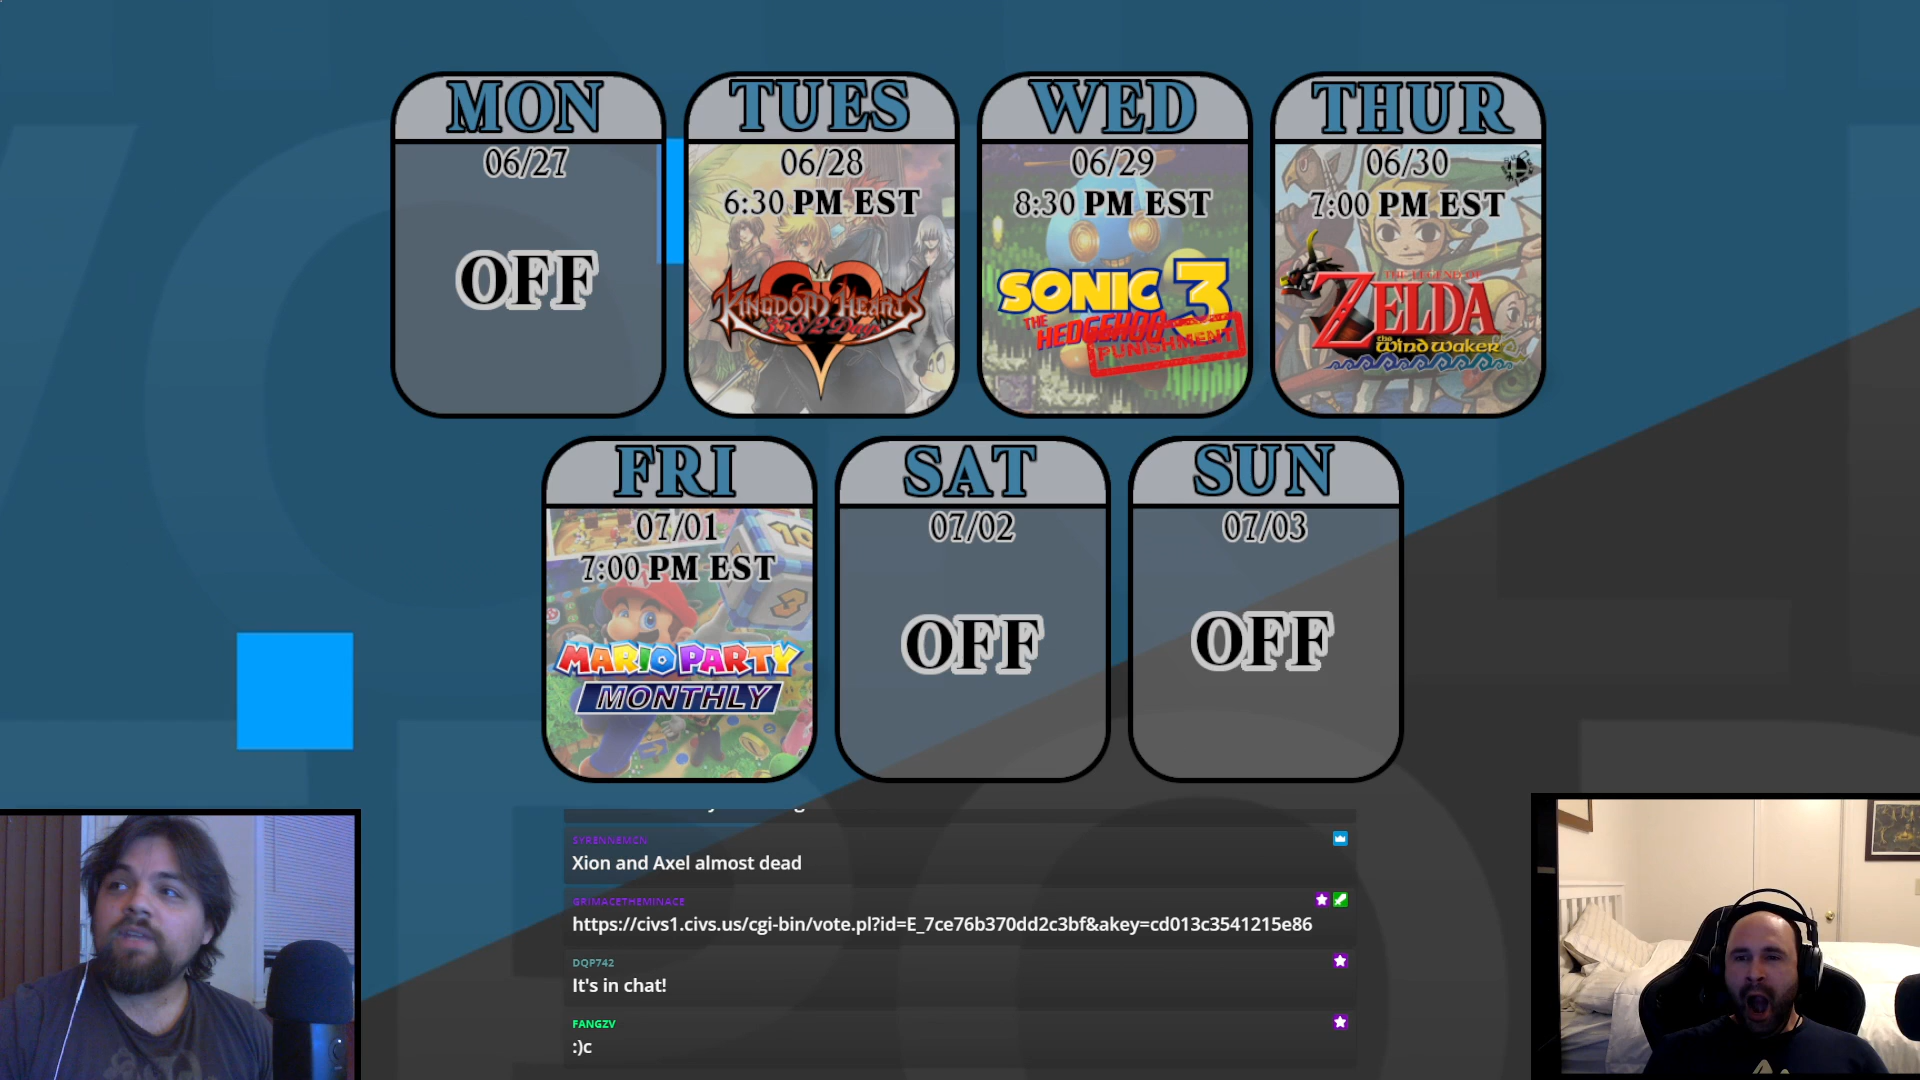 MON
06/27
OFF
TUES
06/28
6:30 PM EST
KINGDOM HEARTS
358/2 Days
WED
06/29
8:30 PM EST
SONIC 3
THE
HEDGEHOG
PUNISHMENT
THUR
06/30
7:00 PM EST
THE LEGEND OF
ZELDA
the
Wind Waker
FRI
07/01
7:00 PM EST
10
3
MARIO PARTY
MONTHLY
SAT
07/02
OFF
SUN
07/03
OFF
Xion and Axel almost dead
GRIMACETHEMINACE
https://civs1.civs.us/cgi-bin/vote.pl?id=E_7ce76b370dd2c3bf&akey=cd013c3541215e86
DQP742
It's in chat!
FANGZV
:)c